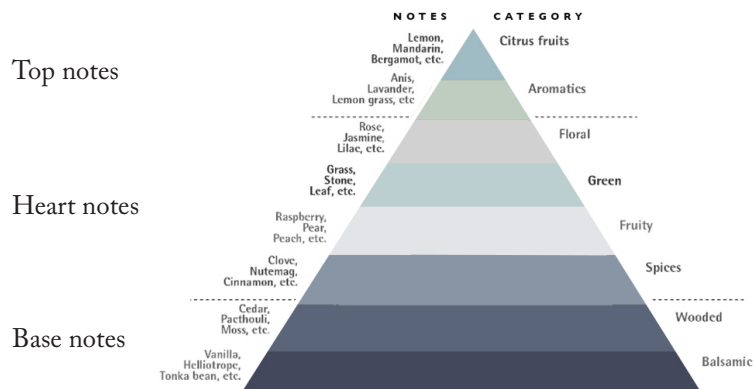 NOTES CATEGORY
Lemon,
Mandarin,
Bergamot, etc.
Citrus fruits
Top notes
Anis,
Lavander,
Lemon grass, etc
Aromatics
Rose,
Jasmine,
Lilac, etc.
Floral
Grass,
Stone,
Leaf, etc.
Green
Heart notes
Raspberry,
Pear,
Peach, etc.
Fruity
Clove,
Nutemag,
Cinnamon, etc.
Spices
Cedar,
Pacthouli,
Moss, etc.
Wooded
Base notes
Vanilla,
Helliotrope,
Tonka bean, etc.
Balsamic